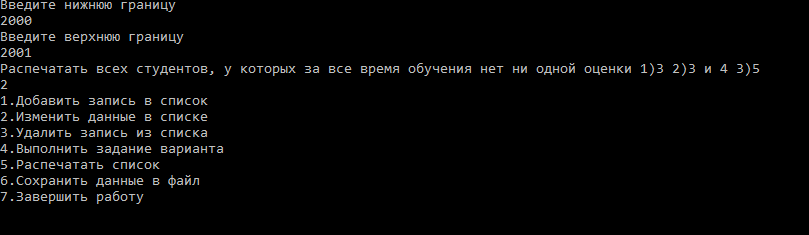 Введите нижнюю границу
2000
Введите верхнюю границу
2001
Распечатать всех студентов, у которых за все время обучения нет ни одной оценки 1)3 2)3 и 4 3)5
2
1.Добавить запись в список
2.Изменить данные в списке
3.Удалить запись из списка
4.Выполнить задание варианта
5.Распечатать список
6.Сохранить данные в файл
7.Завершить работу